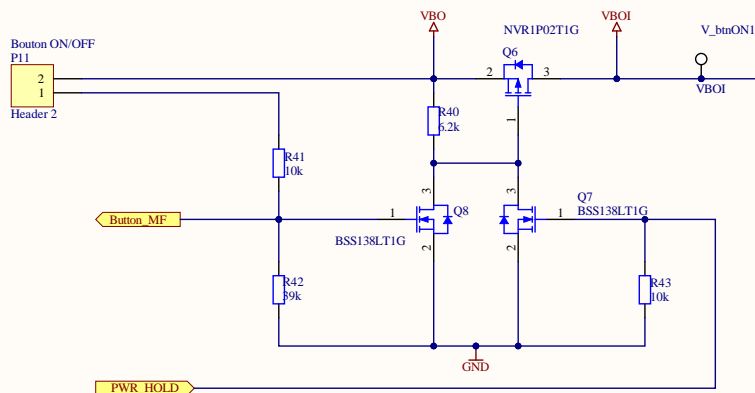 VBO
NVR1P02T1G
VBOI
V_btnON1
Bouton ON/OFF
P11
Q6
2
1
2
3
VBOI
Header 2
R40
6.2k
1
R41
10k
3
3
Q7
BSS138LT1G
Button_MF
1
Q8
1
BSS138LT1G
2
2
R42
39k
R43
10k
GND
PWR_HOLD